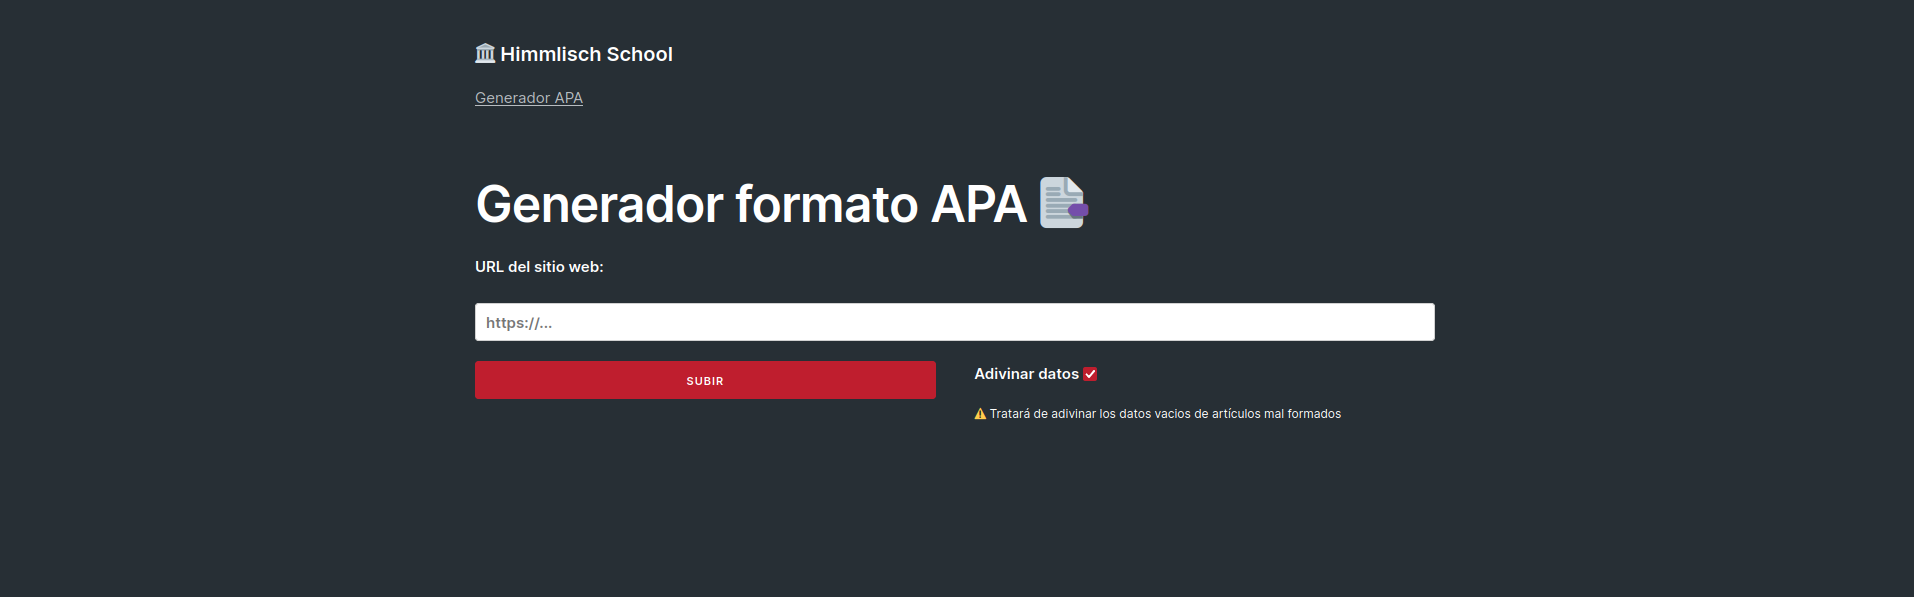 Himmlisch School
Generador APA
Generador formato APA
URL del sitio web:
https://...
SUBIR
Adivinar datos
Tratará de adivinar los datos vacios de artículos mal formados